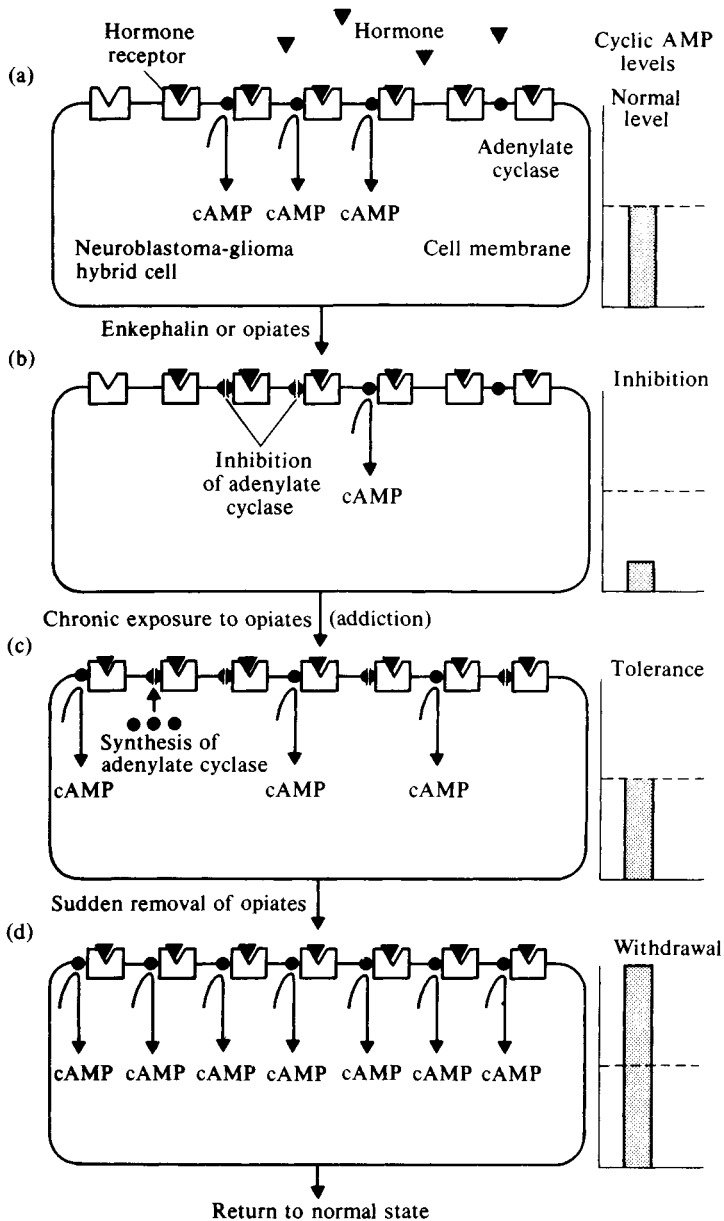 Hormone
receptor
Hormone
Cyclic AMP
levels
(a)
Normal
level
Adenylate
cyclase
cAMP cAMP cAMP
Neuroblastoma-glioma
hybrid cell
Cell membrane
Enkephalin or opiates
(b)
Inhibition
Inhibition
of adenylate
cyclase
cAMP
Chronic exposure to opiates (addiction)
(c)
Tolerance
Synthesis of
adenylate cyclase
cAMP cAMP cAMP
Sudden removal of opiates
(d)
Withdrawal
cAMP cAMP cAMP cAMP cAMP cAMP cAMP
Return to normal state